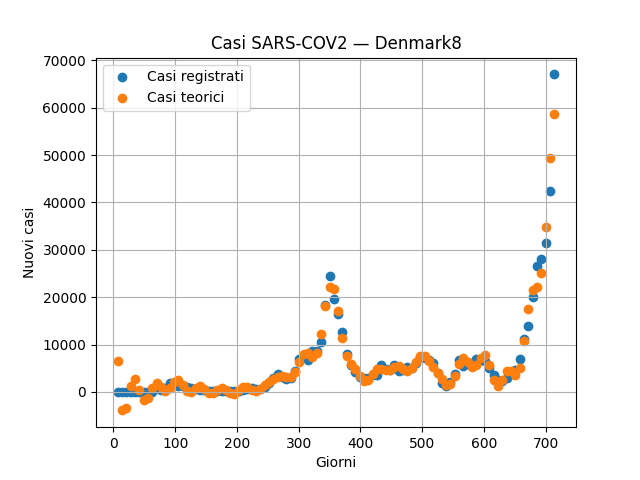 Casi SARS-COV2 — Denmark8
Casi registrati
Casi teorici
70000
60000
50000
40000
30000
20000
10000
0
Nuovi casi
0 100 200 300 400 500 600 700
Giorni